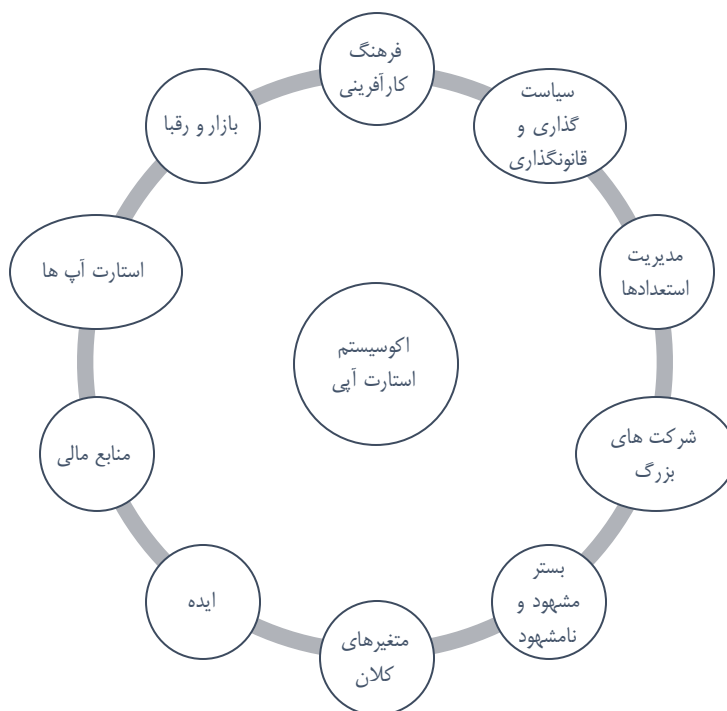 فرهنگ
کارآفرینی
سیاست
گذاری و
قانونگذاری
مدیریت
استعدادها
شرکت های
بزرگ
بستر
مشهود و
نامشهود
متغیرهای
کلان
ایده
منابع مالی
استارت آپ ها
بازار و رقبا
اکوسیستم
استارت آپی